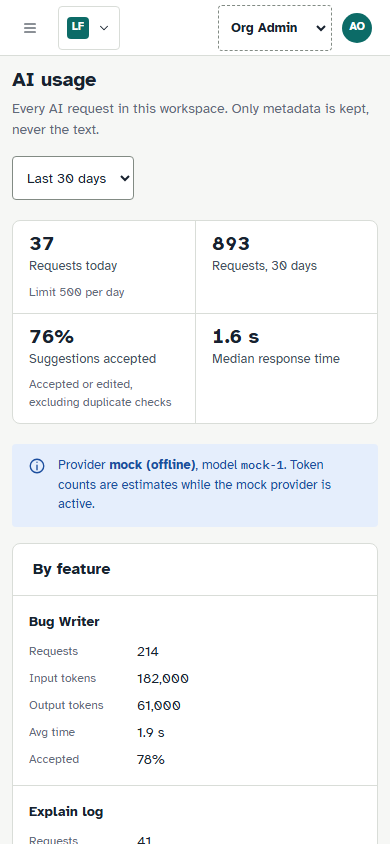 LF
Org Admin
AO
AI usage
Every AI request in this workspace. Only metadata is kept,
never the text.
Last 30 days
37
Requests today
Limit 500 per day
893
Requests, 30 days
76%
Suggestions accepted
Accepted or edited,
excluding duplicate checks
1.6 s
Median response time
Provider mock (offline), model mock-1. Token
counts are estimates while the mock provider is
active.
By feature
Bug Writer
Requests 214
Input tokens 182,000
Output tokens 61,000
Avg time 1.9 s
Accepted 78%
Explain log
Requests 41